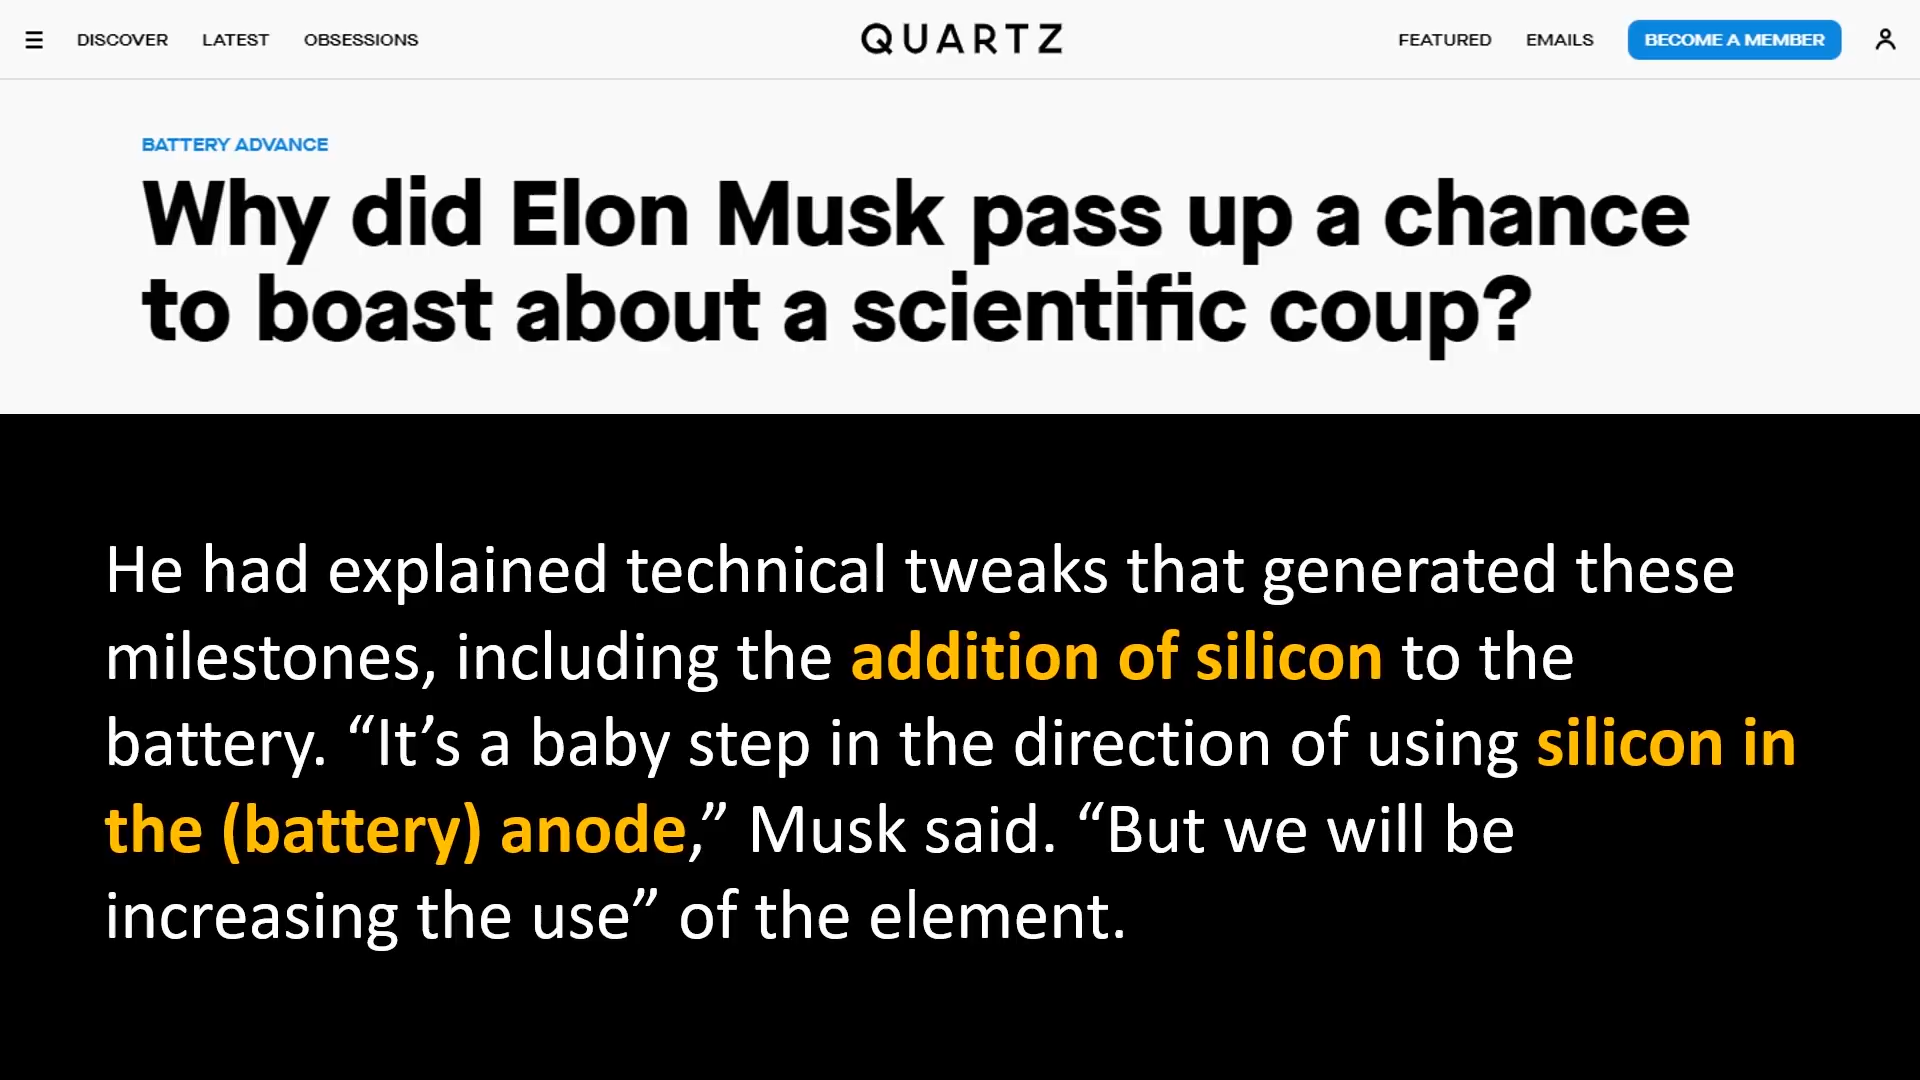 DISCOVER LATEST OBSESSIONS QUARTZ FEATURED EMAILS BECOME A MEMBER
BATTERY ADVANCE
Why did Elon Musk pass up a chance
to boast about a scientific coup?
He had explained technical tweaks that generated these
milestones, including the addition of silicon to the
battery. “It’s a baby step in the direction of using silicon in
the (battery) anode,” Musk said. “But we will be
increasing the use” of the element.